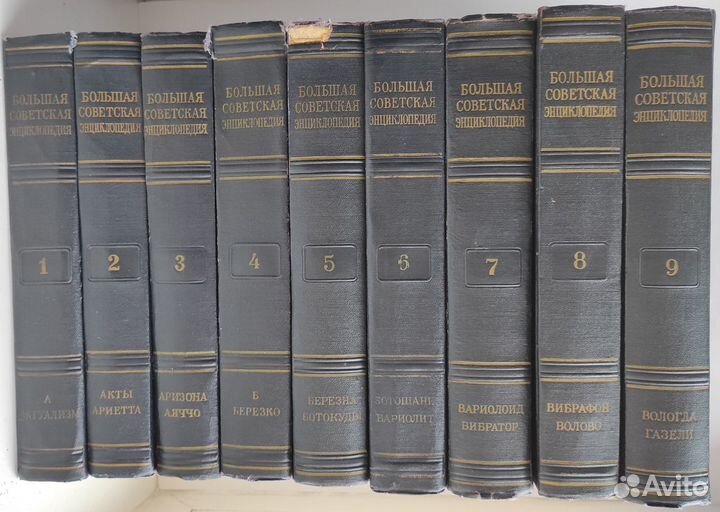 БОЛЬШАЯ
СОВЕТСКАЯ
ЭНЦИКЛОПЕДИЯ
1
А
АКТУАЛИЗМ
БОЛЬШАЯ
СОВЕТСКАЯ
ЭНЦИКЛОПЕДИЯ
2
АКТЫ
АРИЕТТА
БОЛЬШАЯ
СОВЕТСКАЯ
ЭНЦИКЛОПЕДИЯ
3
АРИЗОНА
АЯЧЧО
БОЛЬШАЯ
СОВЕТСКАЯ
ЭНЦИКЛОПЕДИЯ
4
Б
БЕРЕЗКО
БОЛЬШАЯ
СОВЕТСКАЯ
ЭНЦИКЛОПЕДИЯ
5
БЕРЕЗНА
БОТОКУДЫ
БОЛЬШАЯ
СОВЕТСКАЯ
ЭНЦИКЛОПЕДИЯ
6
БОТОШАНИ
ВАРИОЛИТ
БОЛЬШАЯ
СОВЕТСКАЯ
ЭНЦИКЛОПЕДИЯ
7
ВАРИОЛОИД
ВИБРАТОР
БОЛЬШАЯ
СОВЕТСКАЯ
ЭНЦИКЛОПЕДИЯ
8
ВИБРАФОН
ВОЛОВО
БОЛЬШАЯ
СОВЕТСКАЯ
ЭНЦИКЛОПЕДИЯ
9
ВОЛОГДА
ГАЗЕЛИ
Avito